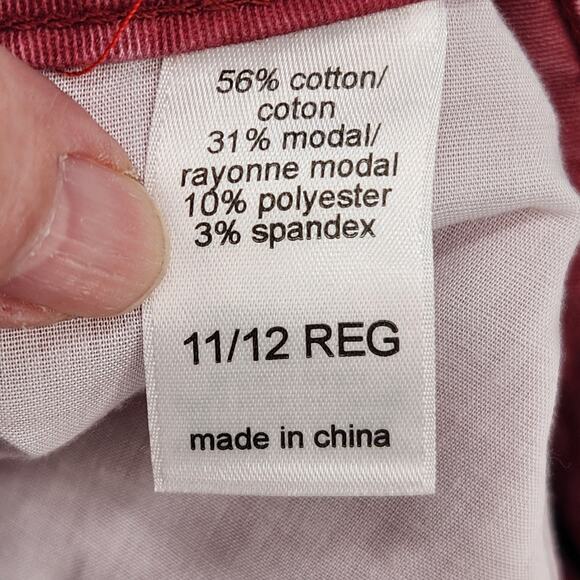 56% cotton/
coton
31% modal/
rayonne modal
10% polyester
3% spandex
11/12 REG
made in china